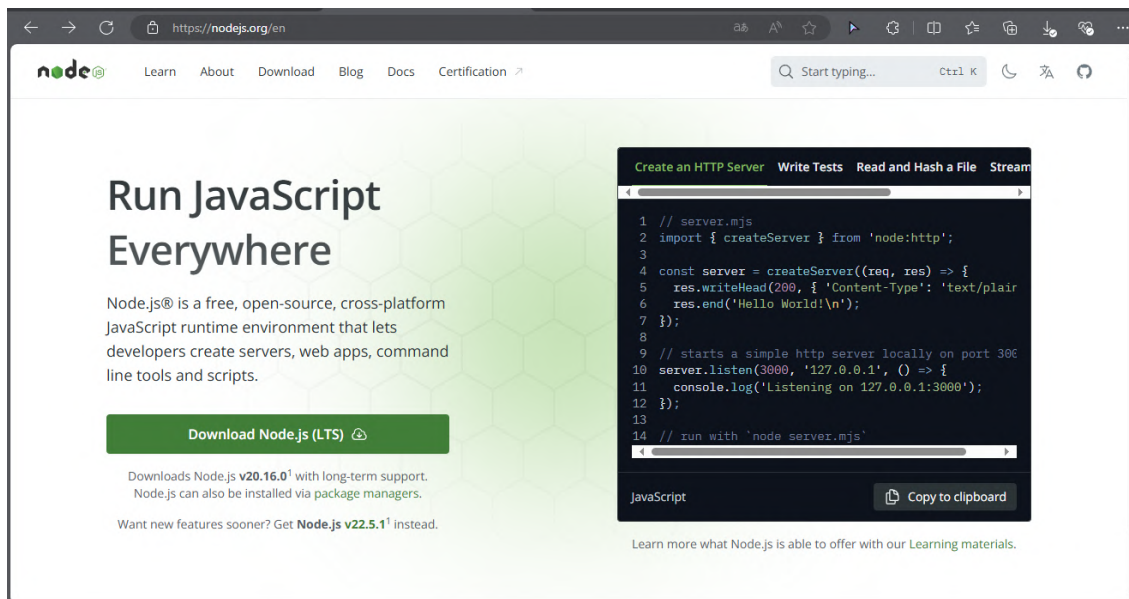 https://nodejs.org/en
node JS
Learn About Download Blog Docs Certification
Start typing... Ctrl K
Run JavaScript
Everywhere
Node.js® is a free, open-source, cross-platform
JavaScript runtime environment that lets
developers create servers, web apps, command
line tools and scripts.
Download Node.js (LTS)
Downloads Node.js v20.16.0¹ with long-term support.
Node.js can also be installed via package managers.
Want new features sooner? Get Node.js v22.5.1¹ instead.
Create an HTTP Server Write Tests Read and Hash a File Stream
1 // server.mjs
2 import { createServer } from 'node:http';
3
4 const server = createServer((req, res) => {
5   res.writeHead(200, { 'Content-Type': 'text/plain
6   res.end('Hello World!\n');
7 });
8
9 // starts a simple http server locally on port 300
10 server.listen(3000, '127.0.0.1', () => {
11   console.log('Listening on 127.0.0.1:3000');
12 });
13
14 // run with `node server.mjs`
JavaScript Copy to clipboard
Learn more what Node.js is able to offer with our Learning materials.